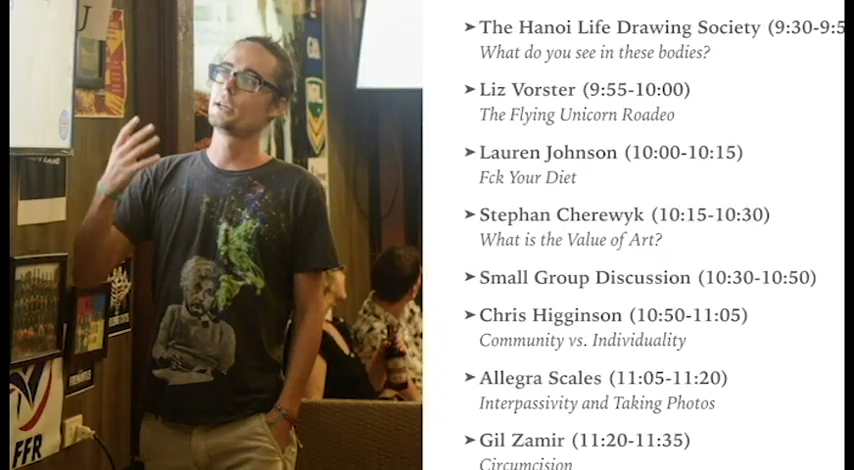 ➤ The Hanoi Life Drawing Society (9:30-9:5
What do you see in these bodies?
➤ Liz Vorster (9:55-10:00)
The Flying Unicorn Roadeo
➤ Lauren Johnson (10:00-10:15)
Fck Your Diet
➤ Stephan Cherewyk (10:15-10:30)
What is the Value of Art?
➤ Small Group Discussion (10:30-10:50)
➤ Chris Higginson (10:50-11:05)
Community vs. Individuality
➤ Allegra Scales (11:05-11:20)
Interpassivity and Taking Photos
➤ Gil Zamir (11:20-11:35)
Circumcision
FFR